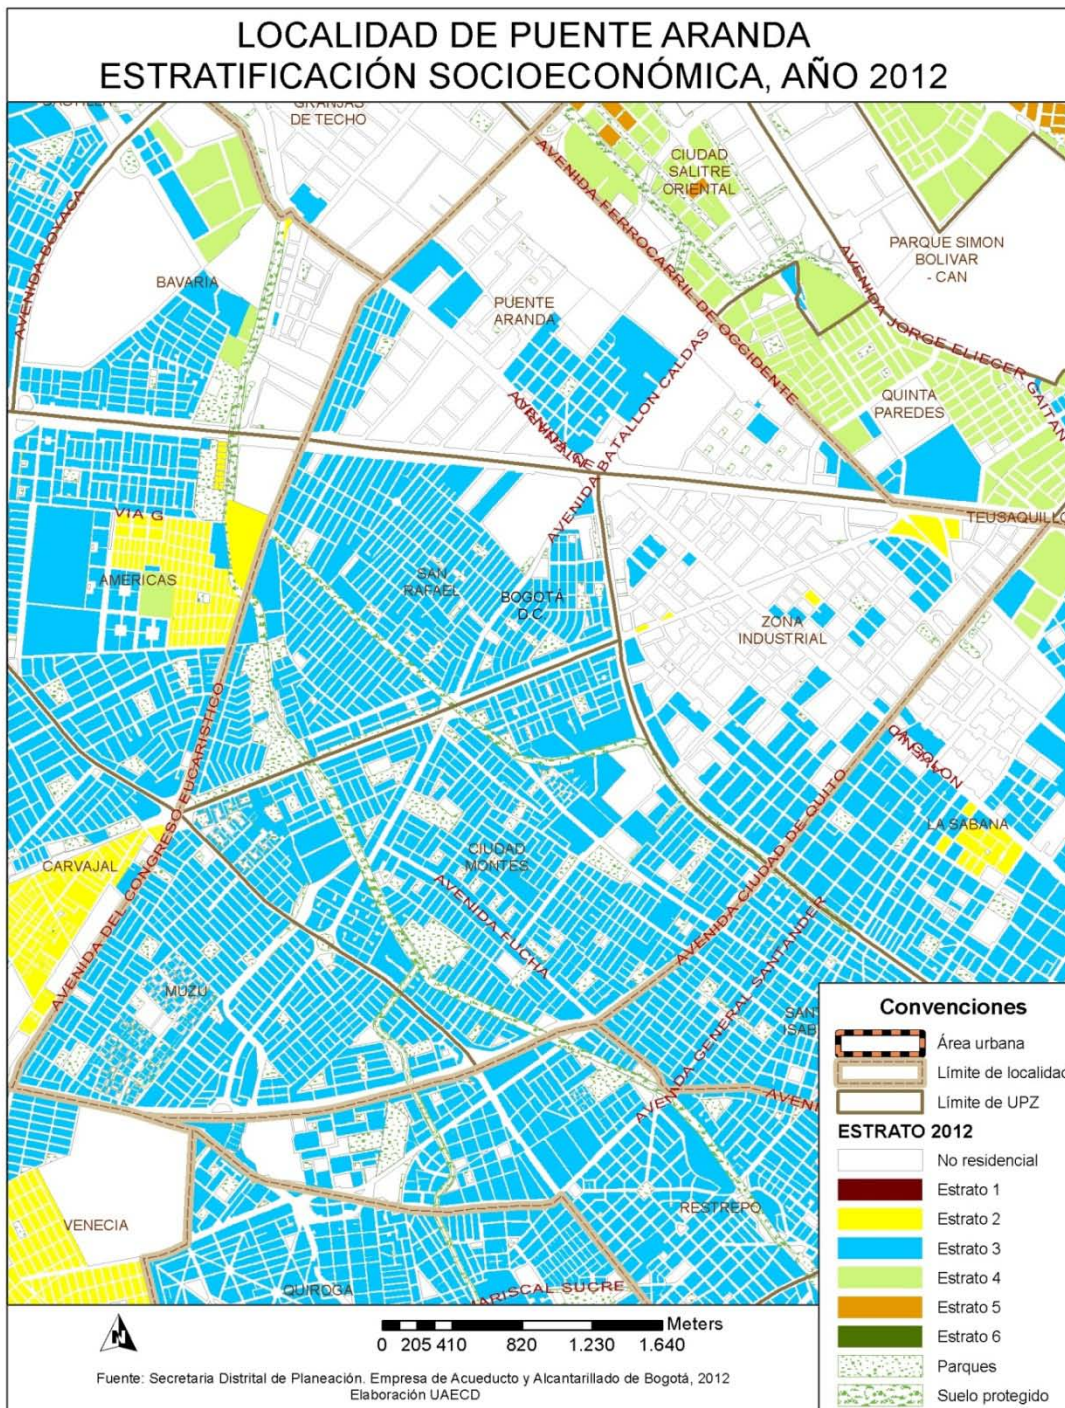 LOCALIDAD DE PUENTE ARANDA
ESTRATIFICACIÓN SOCIOECONÓMICA, AÑO 2012
GRANJAS
DE TECHO
CIUDAD
SALITRE
ORIENTAL
AVENIDA FERROCARRIL DE OCCIDENTE
AVENIDA BOYACA
PARQUE SIMON
BOLIVAR
- CAN
AVENIDA JORGE ELIECER GAITAN
BAVARIA
PUENTE
ARANDA
QUINTA
PAREDES
AVENIDA BATALLON CALDAS
TEUSAQUILLO
VIA G
AMERICAS
SAN
RAFAEL
BOGOTÁ
D.C.
ZONA
INDUSTRIAL
AVENIDA DEL CONGRESO EUCARISTICO
AVENIDA CIUDAD DE QUITO
LA SABANA
CARVAJAL
CIUDAD
MONTES
AVENIDA FUCHA
AVENIDA GENERAL SANTANDER
MUZU
VENECIA
RESTREPO
QUIROGA
MARISCAL SUCRE
Convenciones
Área urbana
Límite de localidad
Límite de UPZ
ESTRATO 2012
No residencial
Estrato 1
Estrato 2
Estrato 3
Estrato 4
Estrato 5
Estrato 6
Parques
Suelo protegido
N
Meters
0 205 410 820 1.230 1.640
Fuente: Secretaria Distrital de Planeación. Empresa de Acueducto y Alcantarillado de Bogotá, 2012
Elaboración UAECD